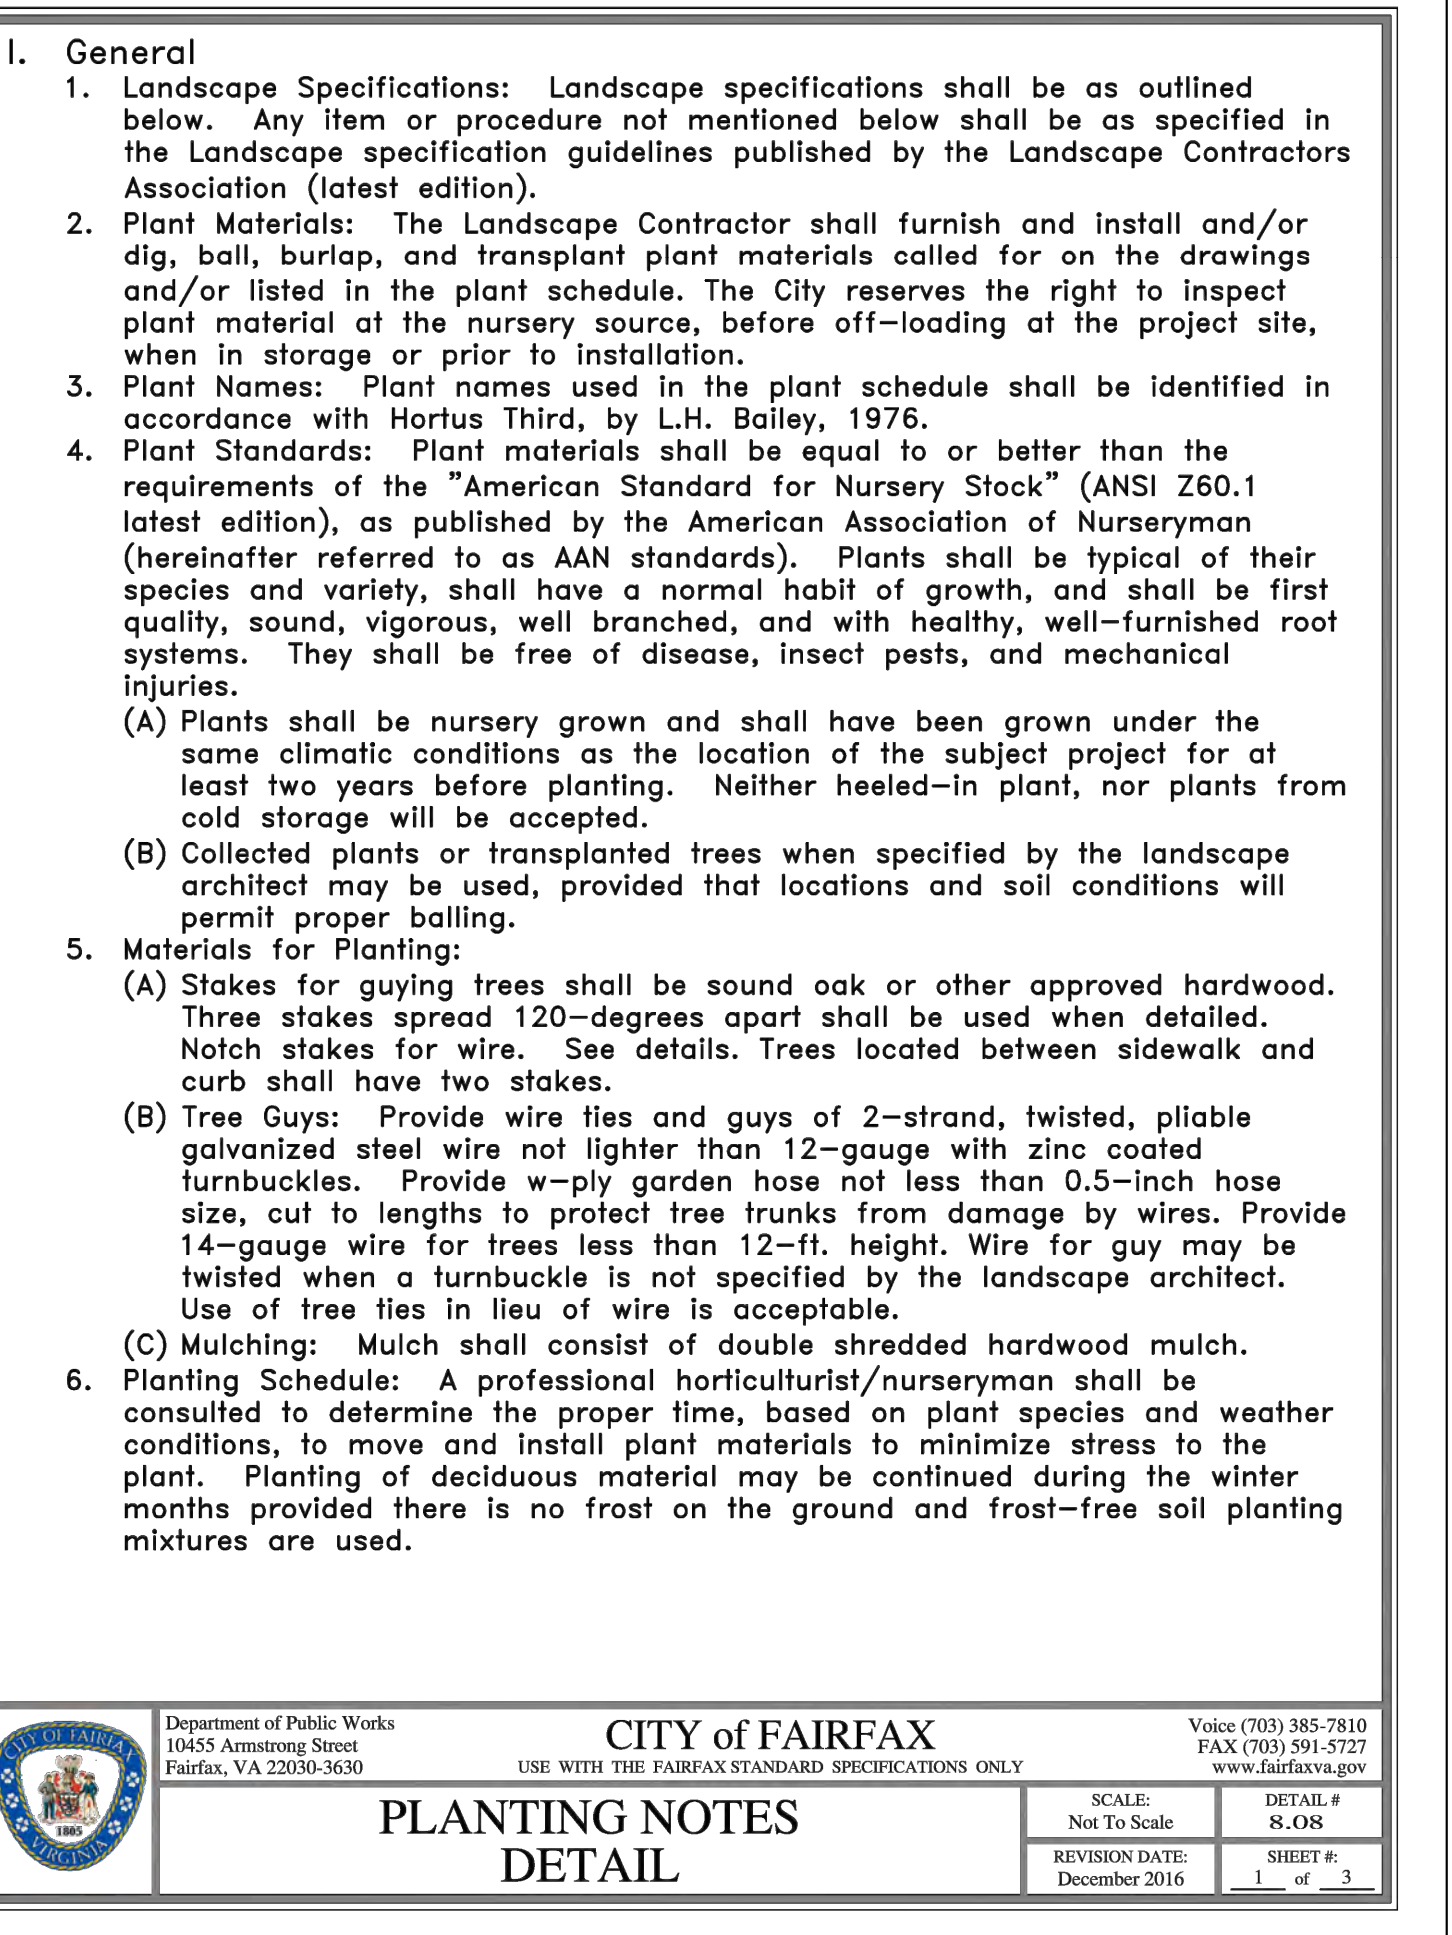 I. General
1. Landscape Specifications: Landscape specifications shall be as outlined
below. Any item or procedure not mentioned below shall be as specified in
the Landscape specification guidelines published by the Landscape Contractors
Association (latest edition).
2. Plant Materials: The Landscape Contractor shall furnish and install and/or
dig, ball, burlap, and transplant plant materials called for on the drawings
and/or listed in the plant schedule. The City reserves the right to inspect
plant material at the nursery source, before off-loading at the project site,
when in storage or prior to installation.
3. Plant Names: Plant names used in the plant schedule shall be identified in
accordance with Hortus Third, by L.H. Bailey, 1976.
4. Plant Standards: Plant materials shall be equal to or better than the
requirements of the "American Standard for Nursery Stock" (ANSI Z60.1
latest edition), as published by the American Association of Nurseryman
(hereinafter referred to as AAN standards). Plants shall be typical of their
species and variety, shall have a normal habit of growth, and shall be first
quality, sound, vigorous, well branched, and with healthy, well-furnished root
systems. They shall be free of disease, insect pests, and mechanical
injuries.
(A) Plants shall be nursery grown and shall have been grown under the
same climatic conditions as the location of the subject project for at
least two years before planting. Neither heeled-in plant, nor plants from
cold storage will be accepted.
(B) Collected plants or transplanted trees when specified by the landscape
architect may be used, provided that locations and soil conditions will
permit proper balling.
5. Materials for Planting:
(A) Stakes for guying trees shall be sound oak or other approved hardwood.
Three stakes spread 120-degrees apart shall be used when detailed.
Notch stakes for wire. See details. Trees located between sidewalk and
curb shall have two stakes.
(B) Tree Guys: Provide wire ties and guys of 2-strand, twisted, pliable
galvanized steel wire not lighter than 12-gauge with zinc coated
turnbuckles. Provide w-ply garden hose not less than 0.5-inch hose
size, cut to lengths to protect tree trunks from damage by wires. Provide
14-gauge wire for trees less than 12-ft. height. Wire for guy may be
twisted when a turnbuckle is not specified by the landscape architect.
Use of tree ties in lieu of wire is acceptable.
(C) Mulching: Mulch shall consist of double shredded hardwood mulch.
6. Planting Schedule: A professional horticulturist/nurseryman shall be
consulted to determine the proper time, based on plant species and weather
conditions, to move and install plant materials to minimize stress to the
plant. Planting of deciduous material may be continued during the winter
months provided there is no frost on the ground and frost-free soil planting
mixtures are used.
CITY OF FAIRFAX
1805
VIRGINIA
Department of Public Works
10455 Armstrong Street
Fairfax, VA 22030-3630
CITY of FAIRFAX
USE WITH THE FAIRFAX STANDARD SPECIFICATIONS ONLY
Voice (703) 385-7810
FAX (703) 591-5727
www.fairfaxva.gov
PLANTING NOTES
DETAIL
SCALE:
Not To Scale
DETAIL #
8.08
REVISION DATE:
December 2016
SHEET #:
1 of 3